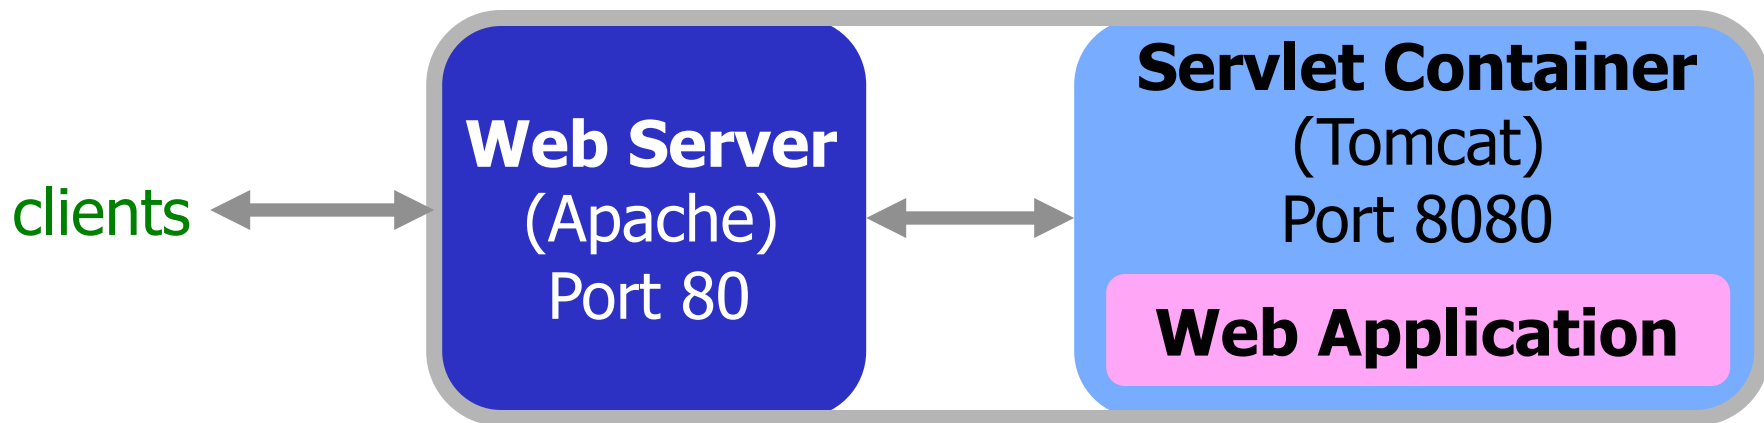 clients
Web Server
(Apache)
Port 80
Servlet Container
(Tomcat)
Port 8080
Web Application